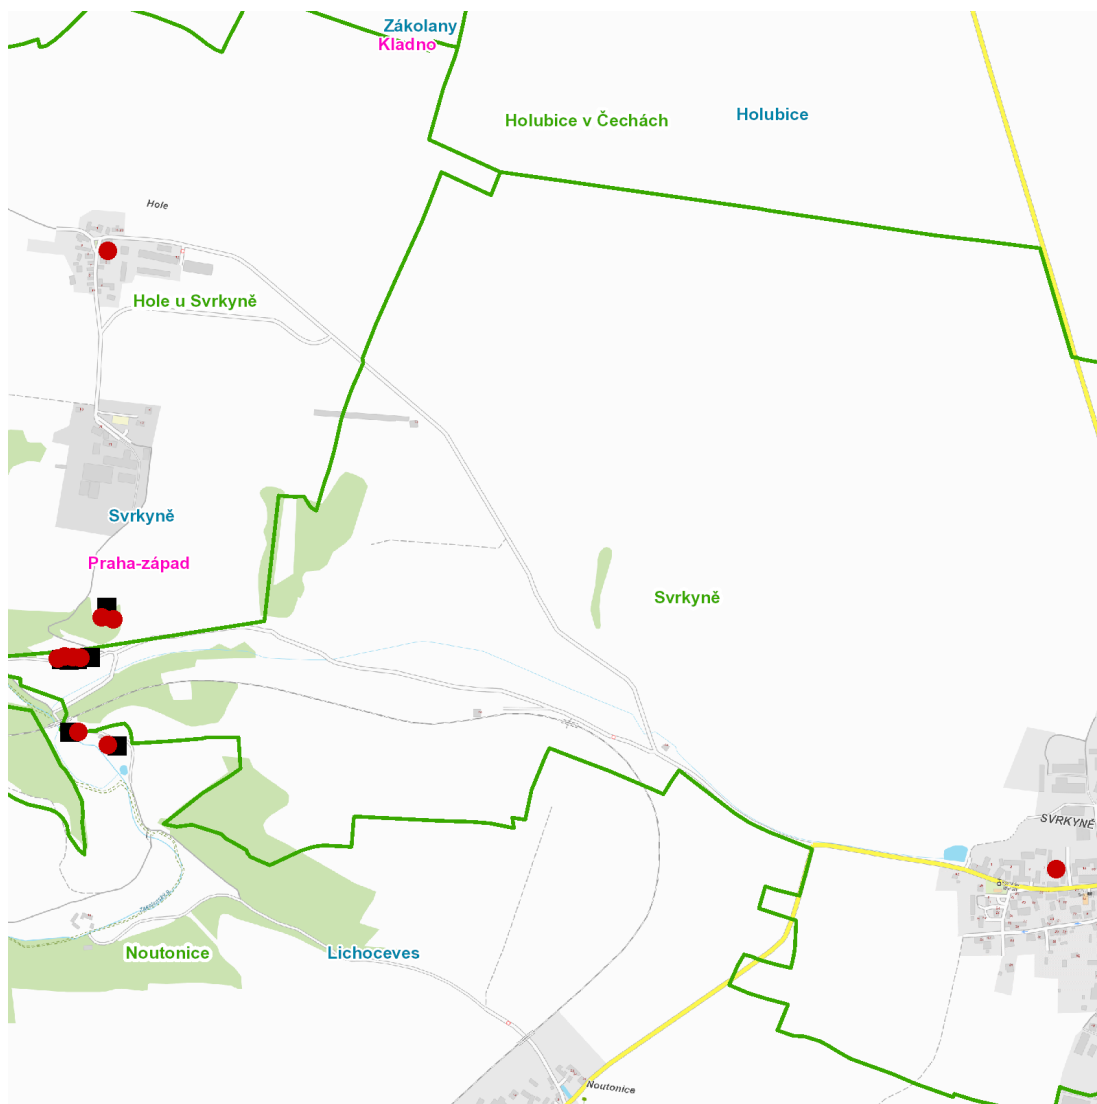 Zákolany
Kladno
Holubice v Čechách
Holubice
Hole
Hole u Svrkyně
Svrkyně
Praha-západ
Svrkyně
SVRKYNĚ
Noutonice
Lichoceves
Noutonice